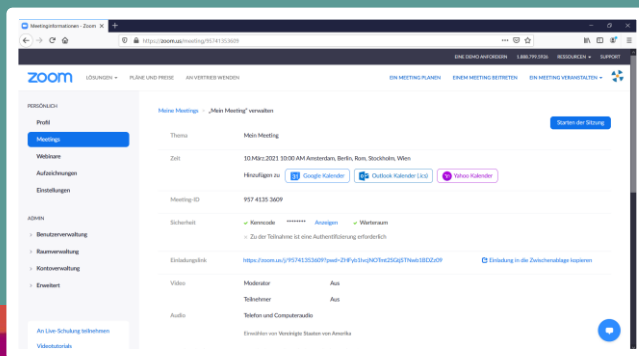 Meetinginformationen - Zoom
https://zoom.us/meeting/95741353609
EINE DEMO ANFORDERN 1.888.799.5926 RESSOURCEN SUPPORT
zoom LÖSUNGEN PLÄNE UND PREISE AN VERTRIEB WENDEN EIN MEETING PLANEN EINEM MEETING BEITRETEN EIN MEETING VERANSTALTEN
PERSÖNLICH
Profil
Meetings
Webinare
Aufzeichnungen
Einstellungen
ADMIN
Benutzerverwaltung
Raumverwaltung
Kontoverwaltung
Erweitert
An Live-Schulung teilnehmen
Videotutorials
Meine Meetings > „Mein Meeting“ verwalten
Starten der Sitzung
Thema Mein Meeting
Zeit 10.März.2021 10:00 AM Amsterdam, Berlin, Rom, Stockholm, Wien
Hinzufügen zu Google Kalender Outlook Kalender (.ics) Yahoo Kalender
Meeting-ID 957 4135 3609
Sicherheit ✓ Kenncode ******** Anzeigen ✓ Warteraum
× Zu der Teilnahme ist eine Authentifizierung erforderlich
Einladungslink Einladung in die Zwischenablage kopieren
Video Moderator Aus
Teilnehmer Aus
Audio Telefon und Computeraudio
Einwählen von Vereinigte Staaten von Amerika